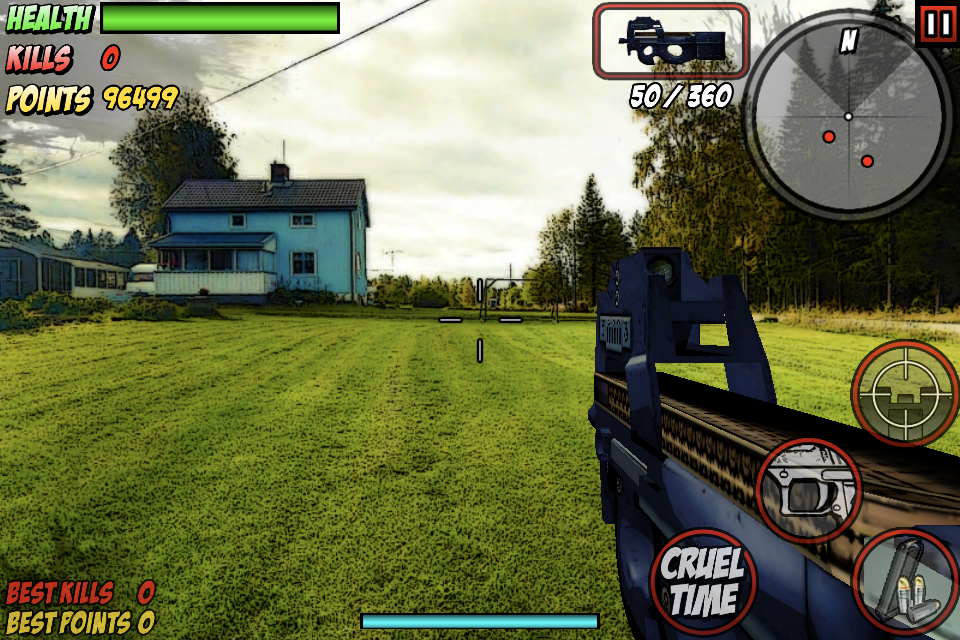 HEALTH
KILLS 0
POINTS 96499
50 / 360
N
CRUEL
TIME
BEST KILLS 0
BEST POINTS 0